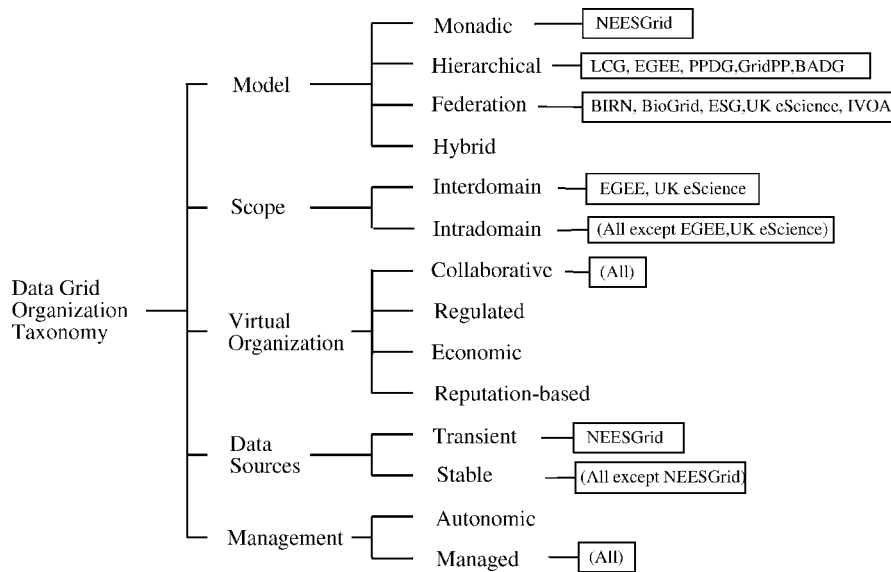 Monadic
NEESGrid
Hierarchical
LCG, EGEE, PPDG,GridPP,BADG
Model
Federation
BIRN, BioGrid, ESG,UK eScience, IVOA
Hybrid
Interdomain
EGEE, UK eScience
Scope
Intradomain
(All except EGEE,UK eScience)
Collaborative
(All)
Data Grid
Organization
Taxonomy
Virtual
Organization
Regulated
Economic
Reputation-based
Data
Sources
Transient
NEESGrid
Stable
(All except NEESGrid)
Management
Autonomic
Managed
(All)